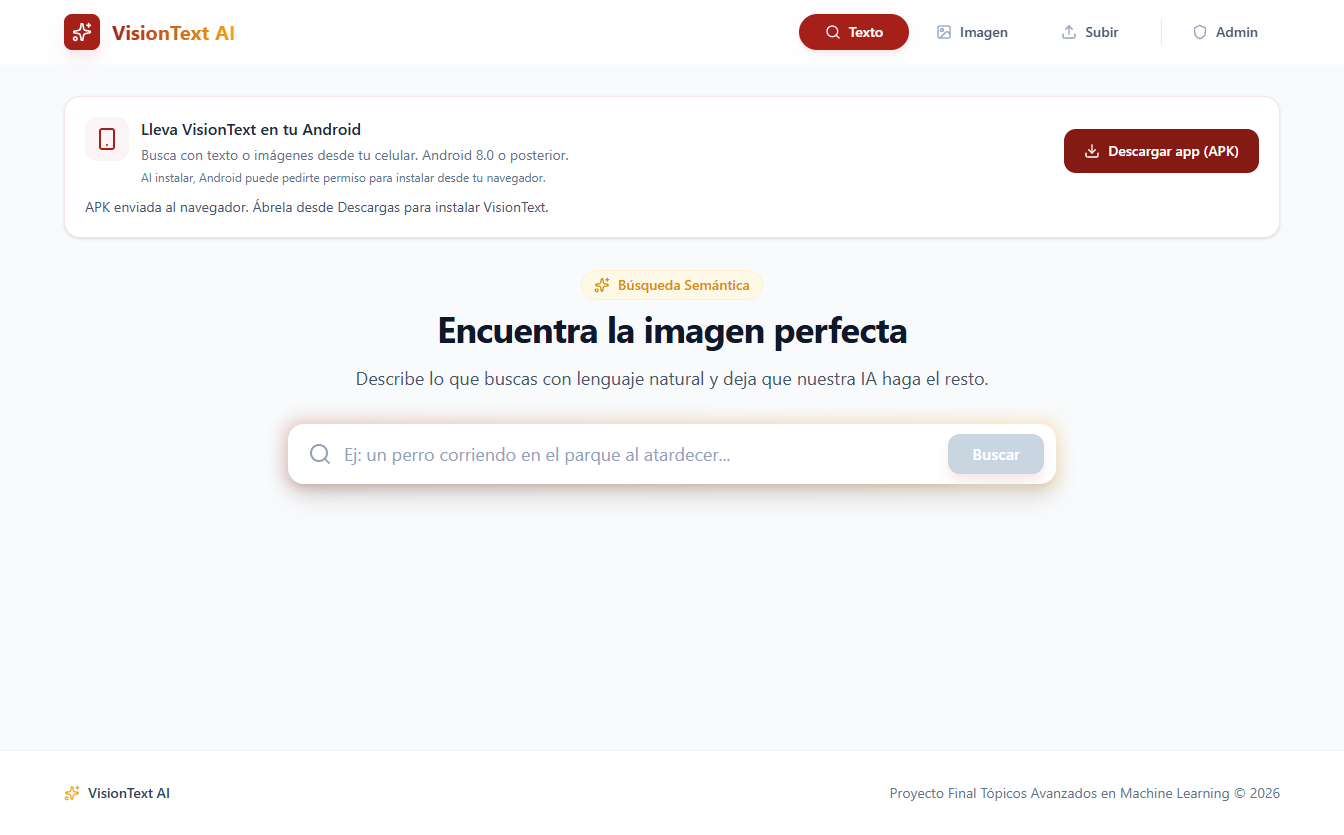 VisionText AI
Texto
Imagen
Subir
Admin
Lleva VisionText en tu Android
Busca con texto o imágenes desde tu celular. Android 8.0 o posterior.
Al instalar, Android puede pedirte permiso para instalar desde tu navegador.
Descargar app (APK)
APK enviada al navegador. Ábrela desde Descargas para instalar VisionText.
Búsqueda Semántica
Encuentra la imagen perfecta
Describe lo que buscas con lenguaje natural y deja que nuestra IA haga el resto.
Ej: un perro corriendo en el parque al atardecer...
Buscar
VisionText AI
Proyecto Final Tópicos Avanzados en Machine Learning © 2026